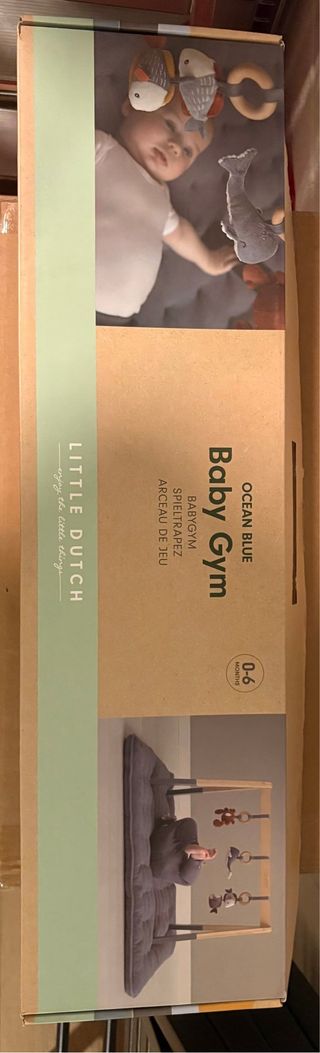 OCEAN BLUE
Baby Gym
BABYGYM
SPIELTRAPEZ
ARCEAU DE JEU
0-6
MONTHS
LITTLE DUTCH
enjoy the little things